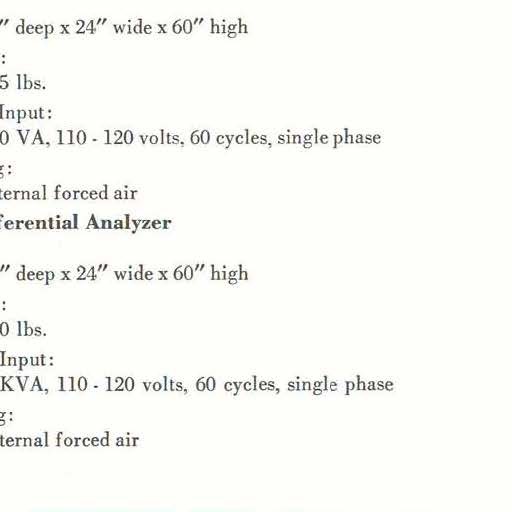 ″ deep x 24″ wide x 60″ high
:
5 lbs.
Input:
0 VA, 110 - 120 volts, 60 cycles, single phase
g:
ternal forced air
ferential Analyzer
″ deep x 24″ wide x 60″ high
:
0 lbs.
Input:
KVA, 110 - 120 volts, 60 cycles, single phase
g:
ternal forced air